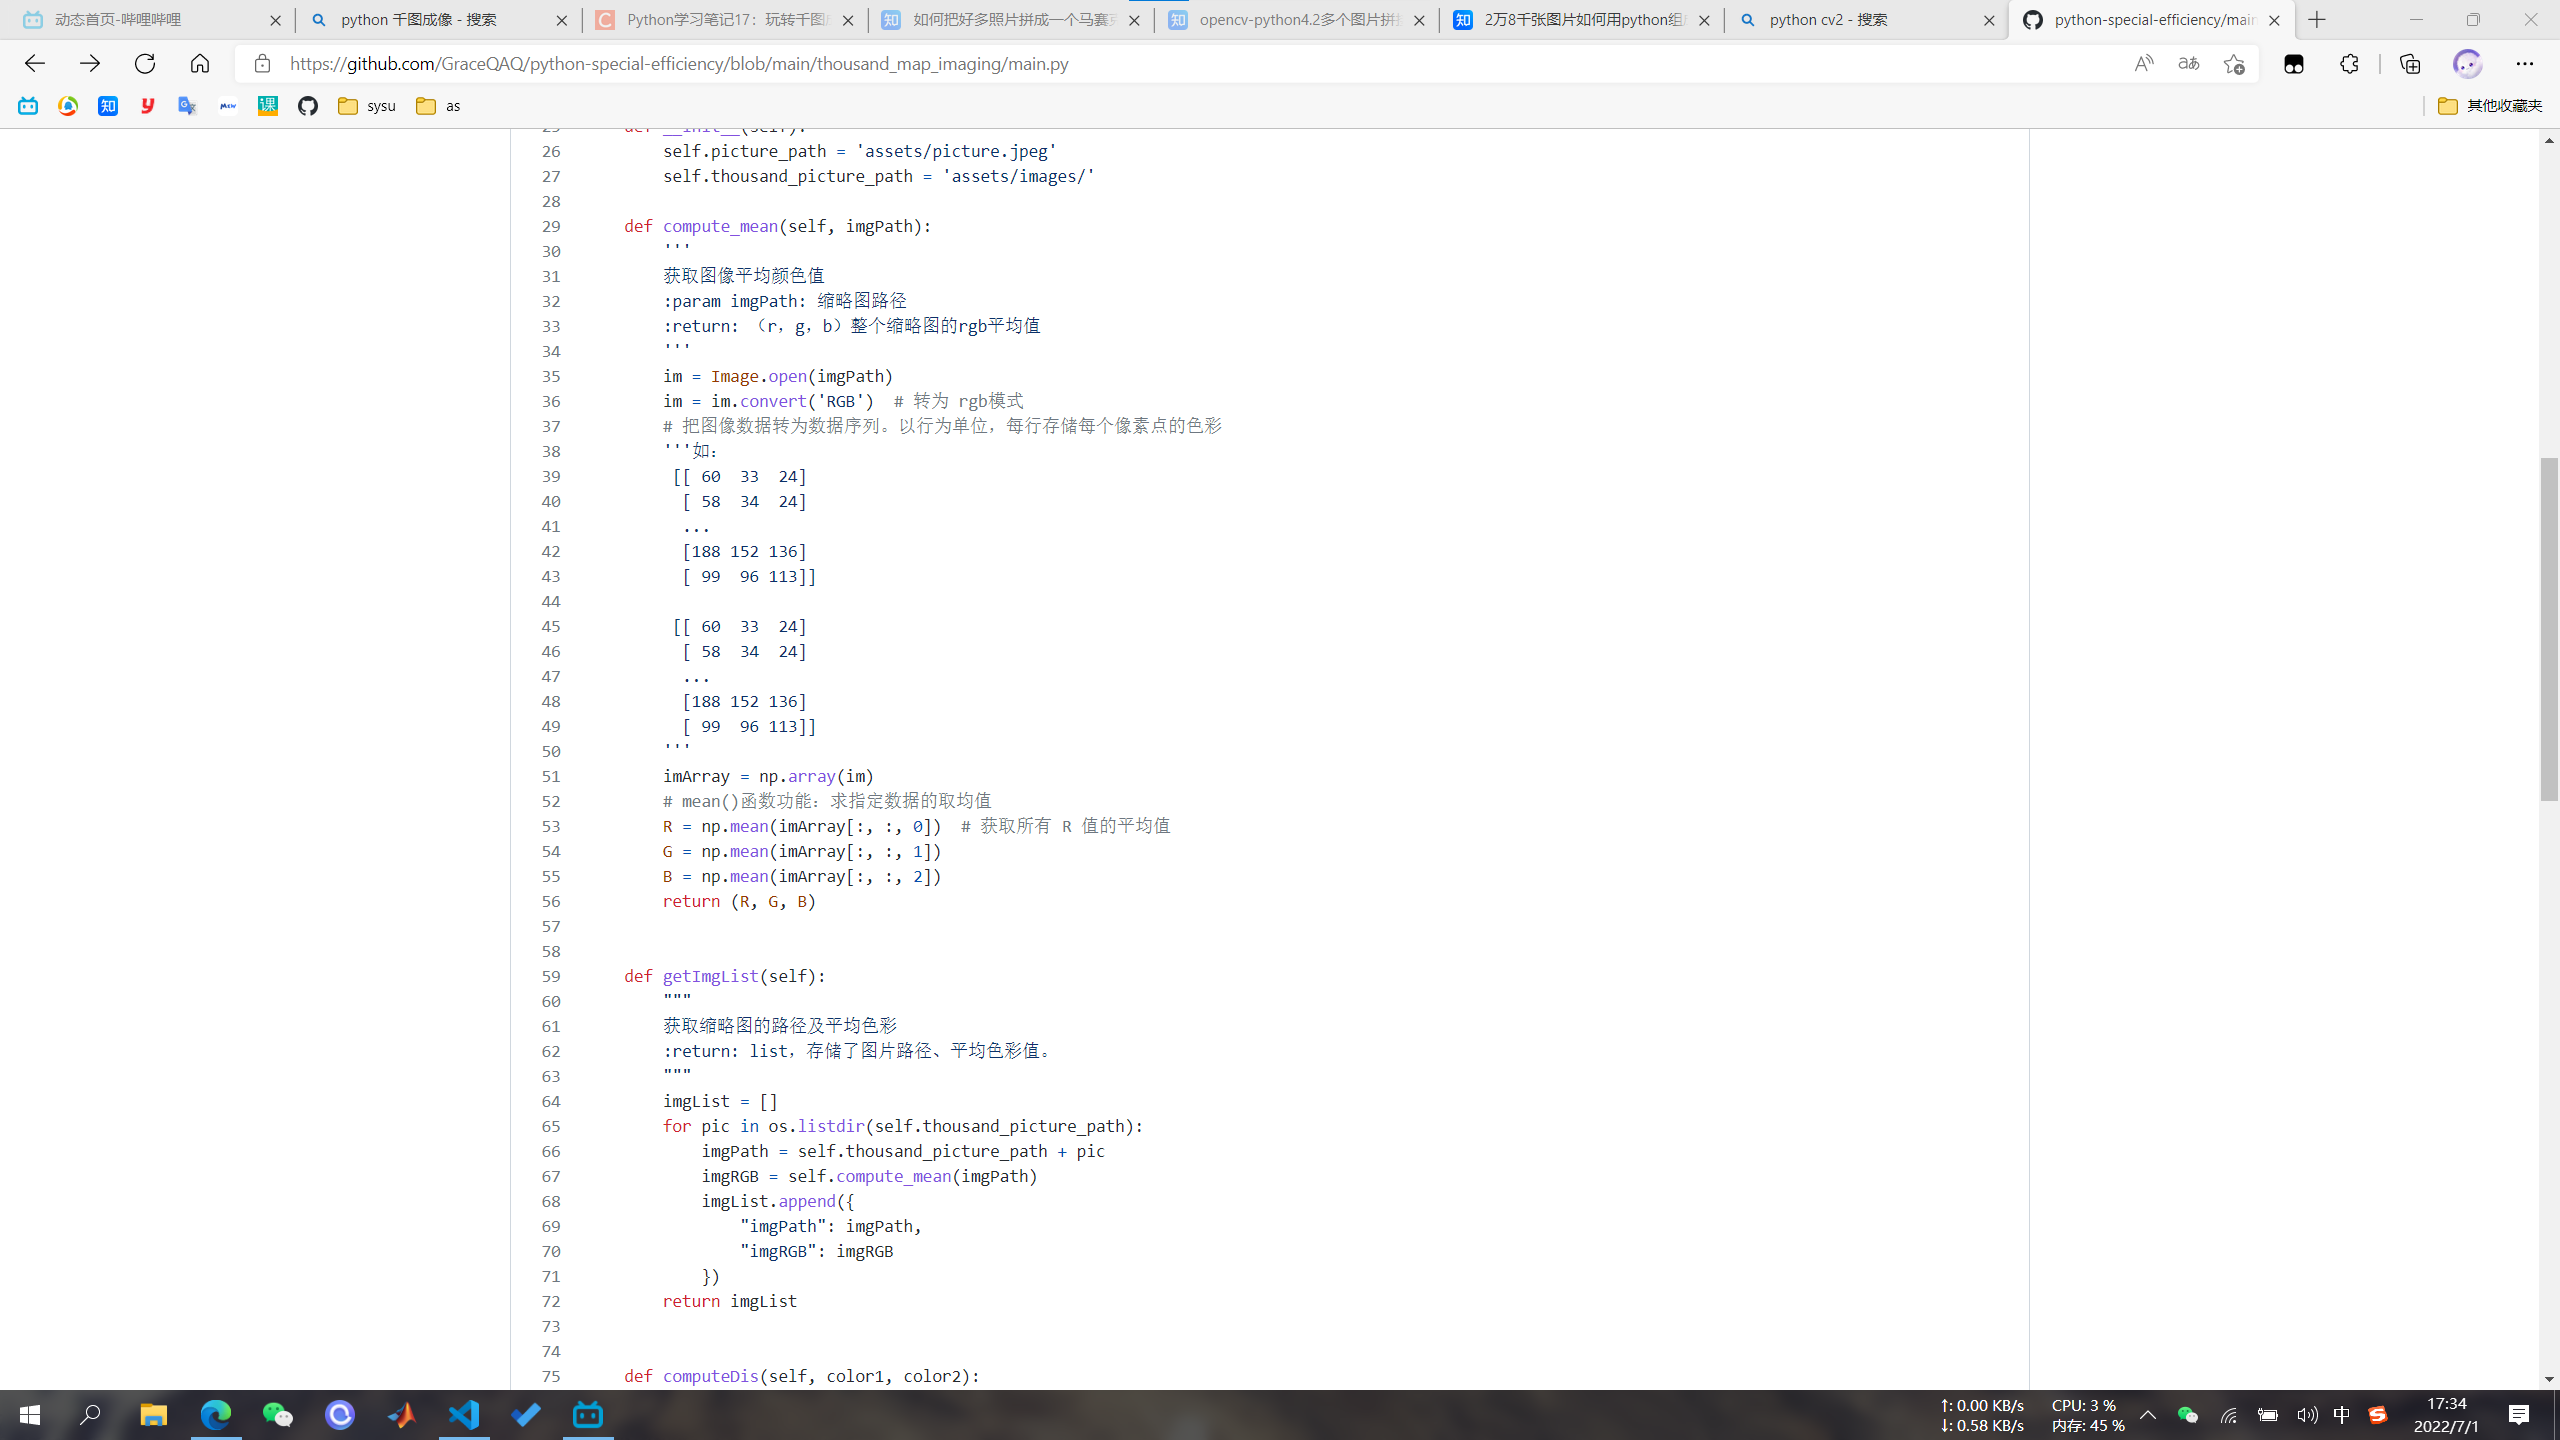 动态首页-哔哩哔哩
python 千图成像 - 搜索
Python学习笔记17：玩转千图
如何把好多照片拼成一个马赛克
opencv-python4.2多个图片拼
2万8千张图片如何用python组
python cv2 - 搜索
python-special-efficiency/main
https://github.com/GraceQAQ/python-special-efficiency/blob/main/thousand_map_imaging/main.py
sysu
as
其他收藏夹
25 def __init__(self):
26 self.picture_path = 'assets/picture.jpeg'
27 self.thousand_picture_path = 'assets/images/'
28
29 def compute_mean(self, imgPath):
30 '''
31 获取图像平均颜色值
32 :param imgPath: 缩略图路径
33 :return: （r，g，b）整个缩略图的rgb平均值
34 '''
35 im = Image.open(imgPath)
36 im = im.convert('RGB')  # 转为 rgb模式
37 # 把图像数据转为数据序列。以行为单位，每行存储每个像素点的色彩
38 '''如：
39 [[ 60  33  24]
40 [ 58  34  24]
41 ...
42 [188 152 136]
43 [ 99  96 113]]
44
45 [[ 60  33  24]
46 [ 58  34  24]
47 ...
48 [188 152 136]
49 [ 99  96 113]]
50 '''
51 imArray = np.array(im)
52 # mean()函数功能：求指定数据的取均值
53 R = np.mean(imArray[:, :, 0])  # 获取所有 R 值的平均值
54 G = np.mean(imArray[:, :, 1])
55 B = np.mean(imArray[:, :, 2])
56 return (R, G, B)
57
58
59 def getImgList(self):
60 """
61 获取缩略图的路径及平均色彩
62 :return: list，存储了图片路径、平均色彩值。
63 """
64 imgList = []
65 for pic in os.listdir(self.thousand_picture_path):
66 imgPath = self.thousand_picture_path + pic
67 imgRGB = self.compute_mean(imgPath)
68 imgList.append({
69 "imgPath": imgPath,
70 "imgRGB": imgRGB
71 })
72 return imgList
73
74
75 def computeDis(self, color1, color2):
↑: 0.00 KB/s
↓: 0.58 KB/s
CPU: 3 %
内存: 45 %
中
17:34
2022/7/1